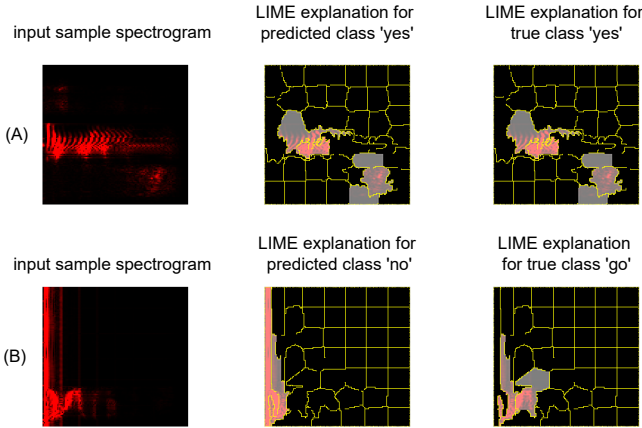 input sample spectrogram
LIME explanation for
predicted class 'yes'
LIME explanation for
true class 'yes'
(A)
input sample spectrogram
LIME explanation for
predicted class 'no'
LIME explanation
for true class 'go'
(B)